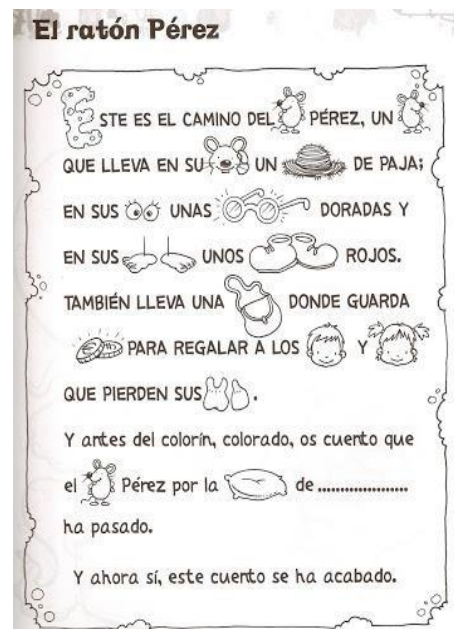 El ratón Pérez
ESTE ES EL CAMINO DEL PÉREZ, UN
QUE LLEVA EN SU UN DE PAJA;
EN SUS UNAS DORADAS Y
EN SUS UNOS ROJOS.
TAMBIÉN LLEVA UNA DONDE GUARDA
PARA REGALAR A LOS Y
QUE PIERDEN SUS .
Y antes del colorín, colorado, os cuento que
el Pérez por la de ....................
ha pasado.
Y ahora sí, este cuento se ha acabado.